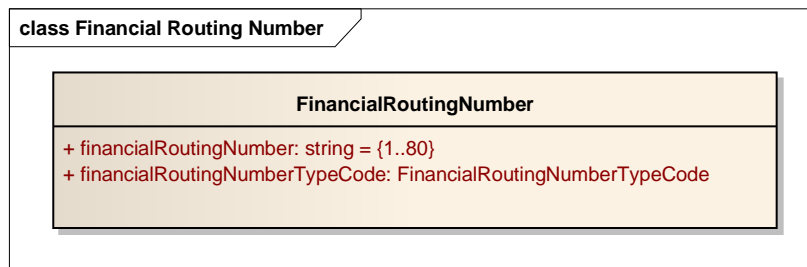 class Financial Routing Number
FinancialRoutingNumber
+ financialRoutingNumber: string = {1..80}
+ financialRoutingNumberTypeCode: FinancialRoutingNumberTypeCode